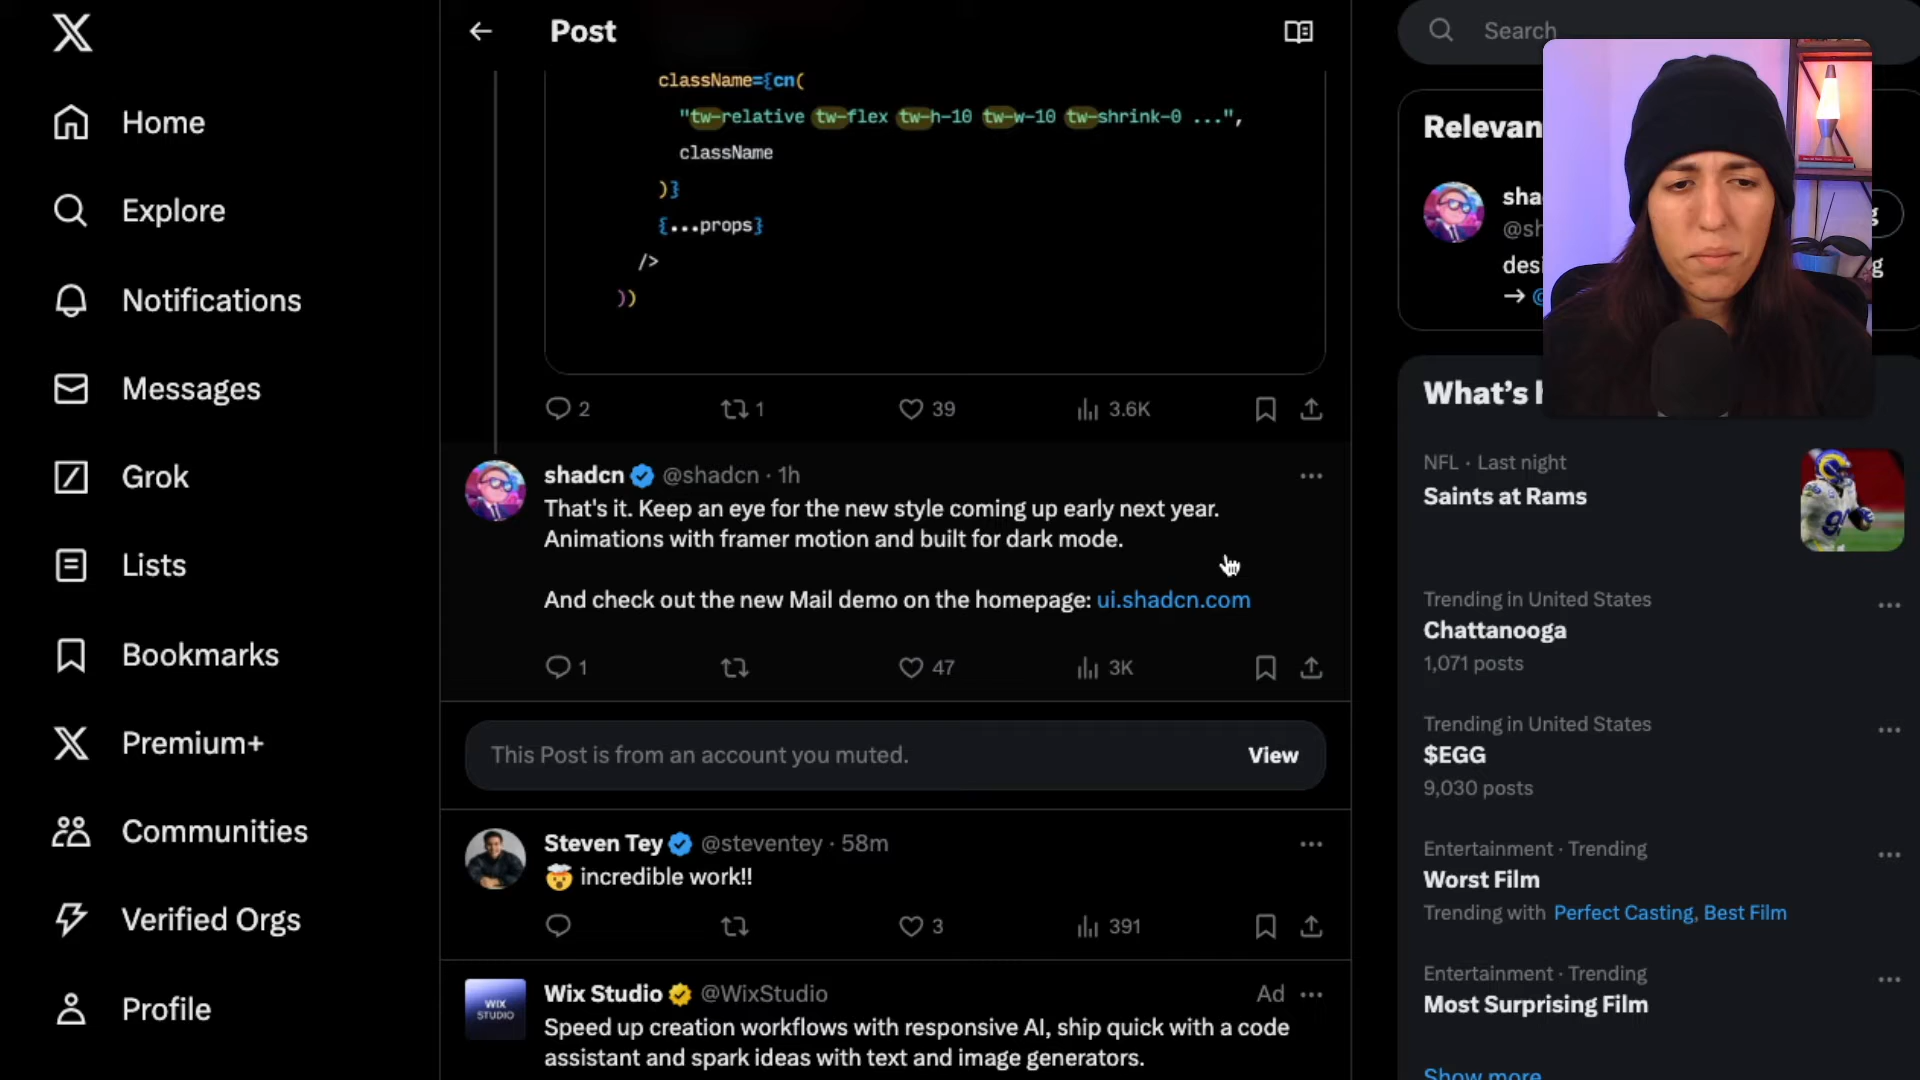 Home
Explore
Notifications
Messages
Grok
Lists
Bookmarks
Premium+
Communities
Verified Orgs
Profile
Post
className={cn(
"tw-relative tw-flex tw-h-10 tw-w-10 tw-shrink-0 ...",
className
)}
{...props}
/>
))
2
1
39
3.6K
shadcn @shadcn · 1h
That's it. Keep an eye for the new style coming up early next year.
Animations with framer motion and built for dark mode.
And check out the new Mail demo on the homepage: ui.shadcn.com
1
47
3K
This Post is from an account you muted.
View
Steven Tey @steventey · 58m
🤯 incredible work!!
3
391
WIX
STUDIO
Wix Studio @WixStudio
Ad
Speed up creation workflows with responsive AI, ship quick with a code
assistant and spark ideas with text and image generators.
Search
Relevan
sha
@sh
g
desi
g
→ @
What's h
NFL · Last night
Saints at Rams
Trending in United States
Chattanooga
1,071 posts
Trending in United States
$EGG
9,030 posts
Entertainment · Trending
Worst Film
Trending with Perfect Casting, Best Film
Entertainment · Trending
Most Surprising Film
Show more